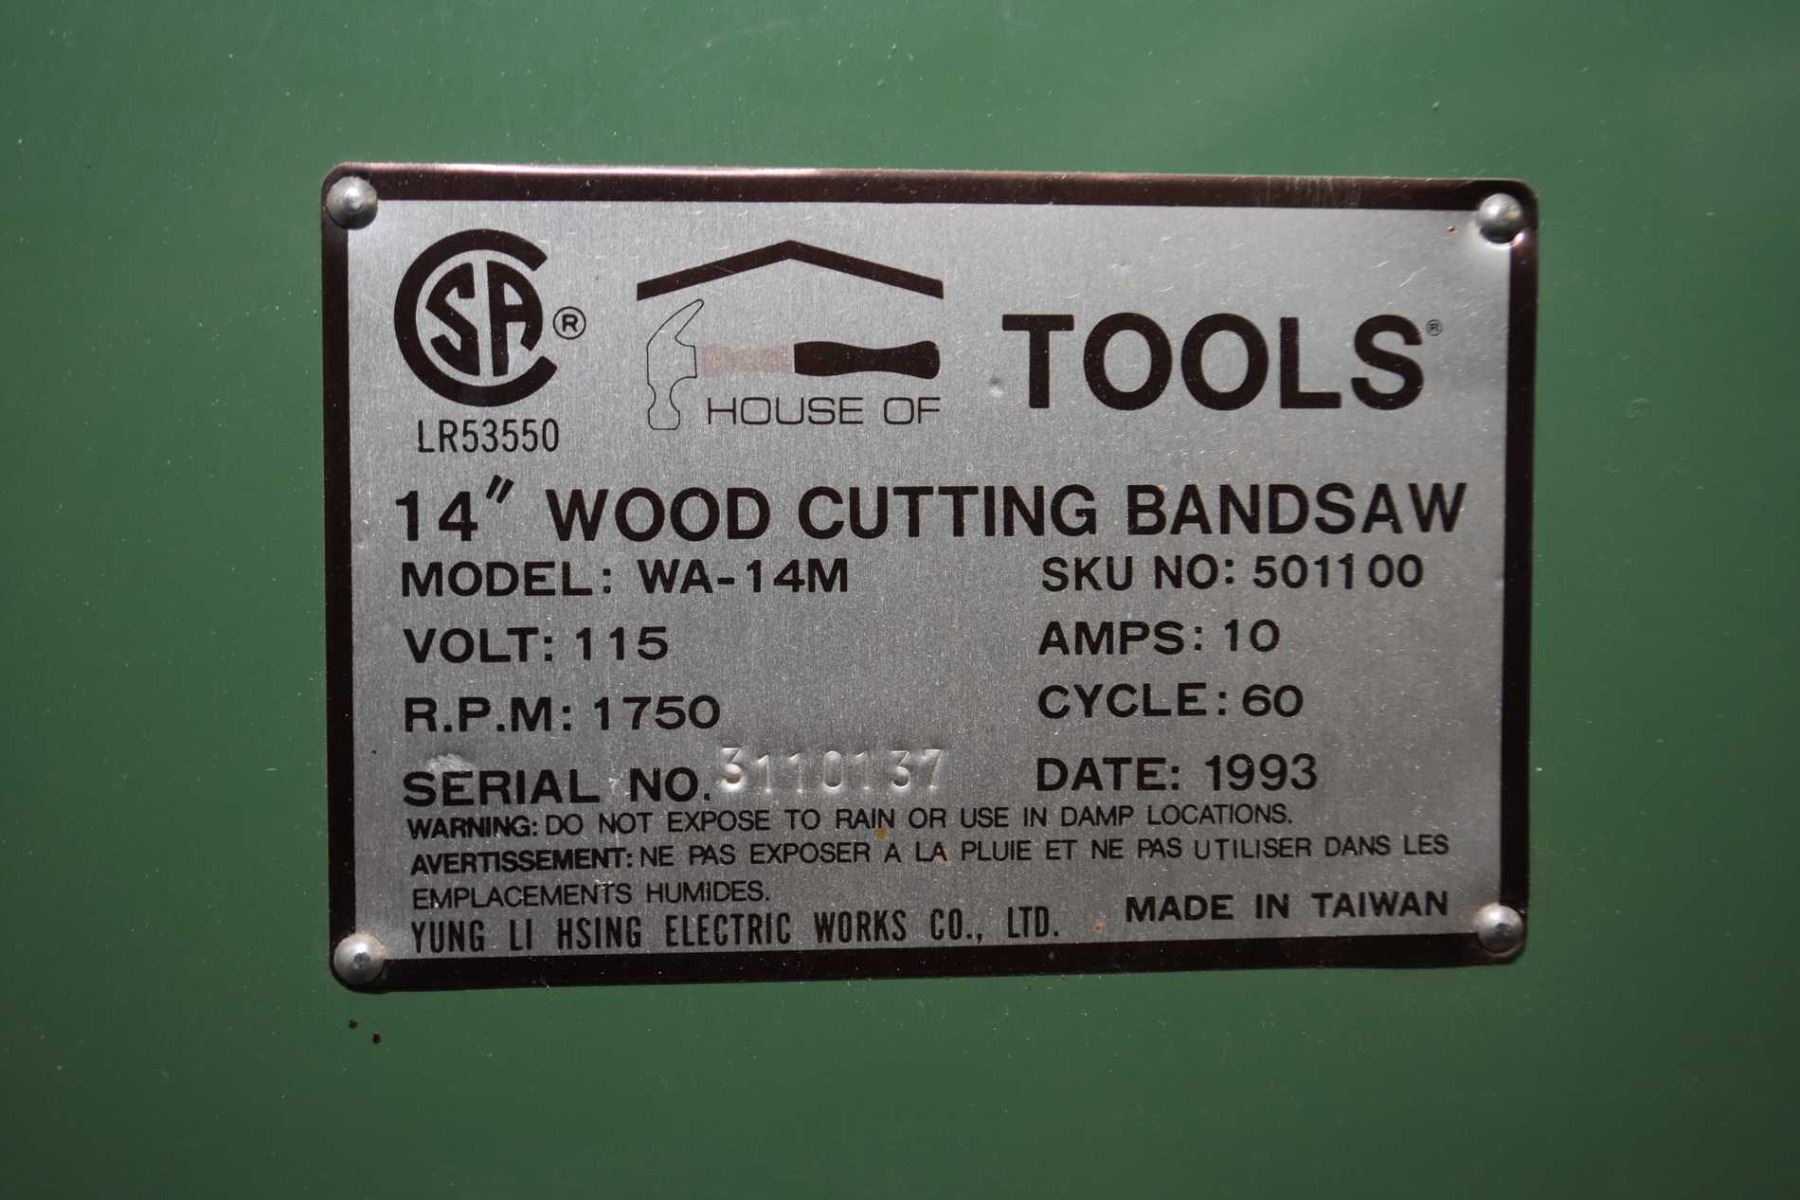 CSA ®
LR53550
HOUSE OF TOOLS®
14" WOOD CUTTING BANDSAW
MODEL: WA-14M SKU NO: 501100
VOLT: 115 AMPS: 10
R.P.M: 1750 CYCLE: 60
SERIAL NO. 3110137 DATE: 1993
WARNING: DO NOT EXPOSE TO RAIN OR USE IN DAMP LOCATIONS.
AVERTISSEMENT: NE PAS EXPOSER A LA PLUIE ET NE PAS UTILISER DANS LES
EMPLACEMENTS HUMIDES.
YUNG LI HSING ELECTRIC WORKS CO., LTD. MADE IN TAIWAN